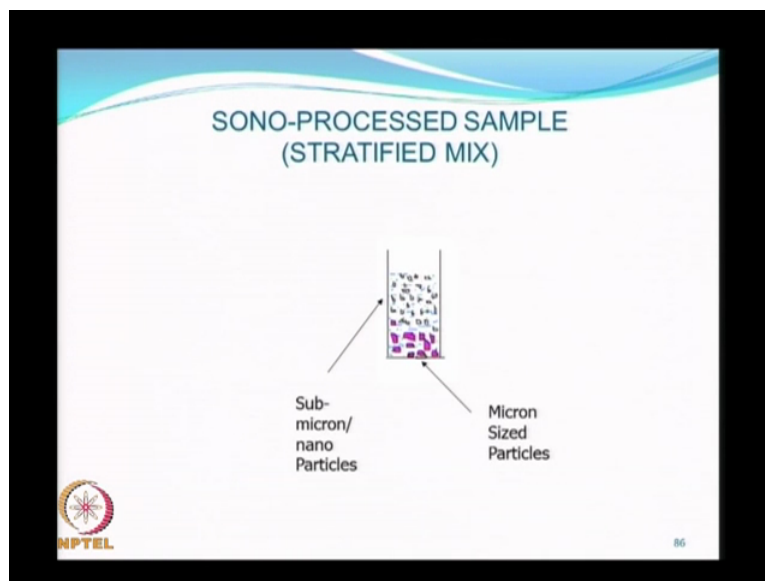 SONO-PROCESSED SAMPLE
(STRATIFIED MIX)
Sub-
micron/
nano
Particles
Micron
Sized
Particles
NPTEL
86